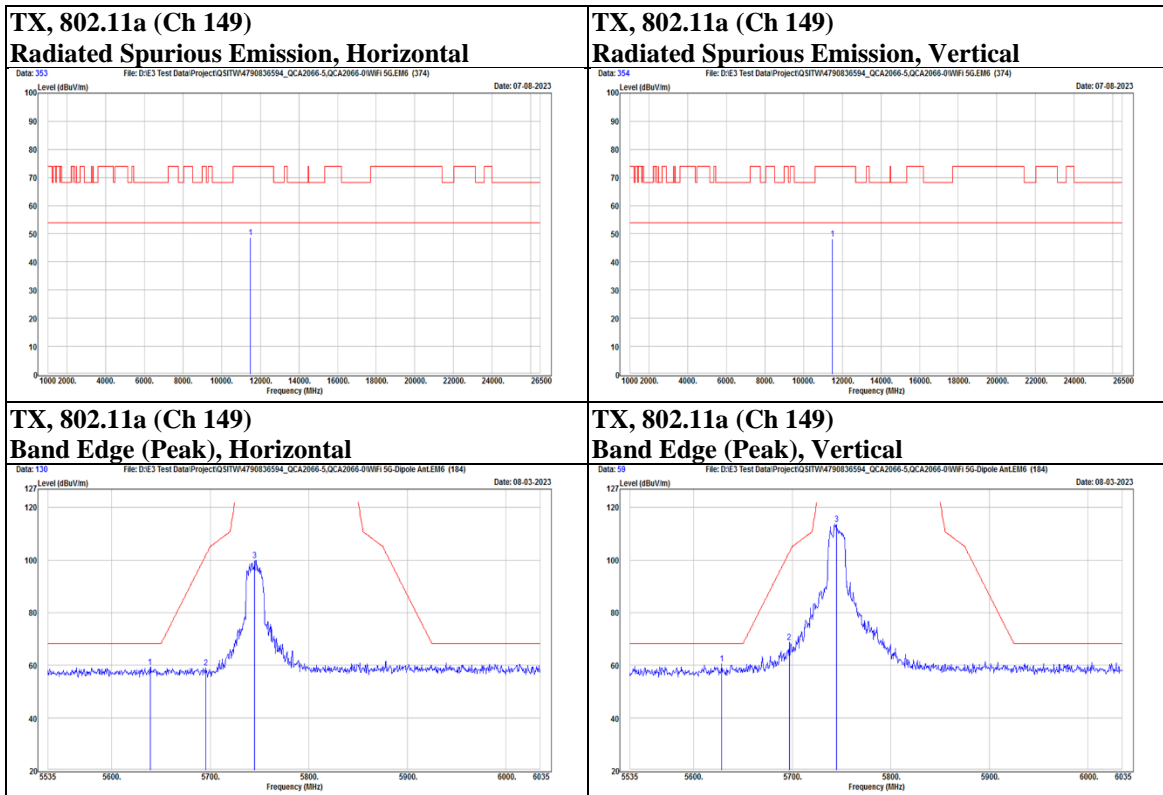 TX, 802.11a (Ch 149)
Radiated Spurious Emission, Horizontal
Data: 353 File: D:\E3 Test Data\Project\QSITW\4790836594_QCA2066-5,QCA2066-0\WiFi 5G.EM6 (374)
Level (dBuV/m) Date: 07-08-2023
100
90
80
70
60
50
40
30
20
10
0
1
1000 2000. 4000. 6000. 8000. 10000. 12000. 14000. 16000. 18000. 20000. 22000. 24000. 26500
Frequency (MHz)
TX, 802.11a (Ch 149)
Radiated Spurious Emission, Vertical
Data: 354 File: D:\E3 Test Data\Project\QSITW\4790836594_QCA2066-5,QCA2066-0\WiFi 5G.EM6 (374)
Level (dBuV/m) Date: 07-08-2023
100
90
80
70
60
50
40
30
20
10
0
1
1000 2000. 4000. 6000. 8000. 10000. 12000. 14000. 16000. 18000. 20000. 22000. 24000. 26500
Frequency (MHz)
TX, 802.11a (Ch 149)
Band Edge (Peak), Horizontal
Data: 130 File: D:\E3 Test Data\Project\QSITW\4790836594_QCA2066-5,QCA2066-0\WiFi 5G-Dipole Ant.EM6 (184)
127 Level (dBuV/m) Date: 08-03-2023
120
100
80
60
40
20
1 2 3
5535 5600. 5700. 5800. 5900. 6000. 6035
Frequency (MHz)
TX, 802.11a (Ch 149)
Band Edge (Peak), Vertical
Data: 59 File: D:\E3 Test Data\Project\QSITW\4790836594_QCA2066-5,QCA2066-0\WiFi 5G-Dipole Ant.EM6 (184)
127 Level (dBuV/m) Date: 08-03-2023
120
100
80
60
40
20
1 2 3
5535 5600. 5700. 5800. 5900. 6000. 6035
Frequency (MHz)